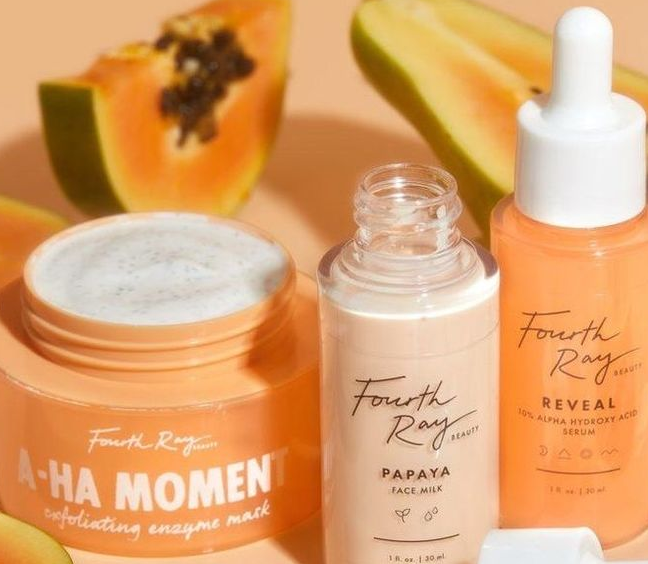 Fourth Ray BEAUTY
A-HA MOMENT
exfoliating enzyme mask
Fourth
Ray BEAUTY
PAPAYA
FACE MILK
1 fl oz. | 30 ml.
Fourth
Ray BEAUTY
REVEAL
10% ALPHA HYDROXY ACID
SERUM
1 fl oz. | 30 ml